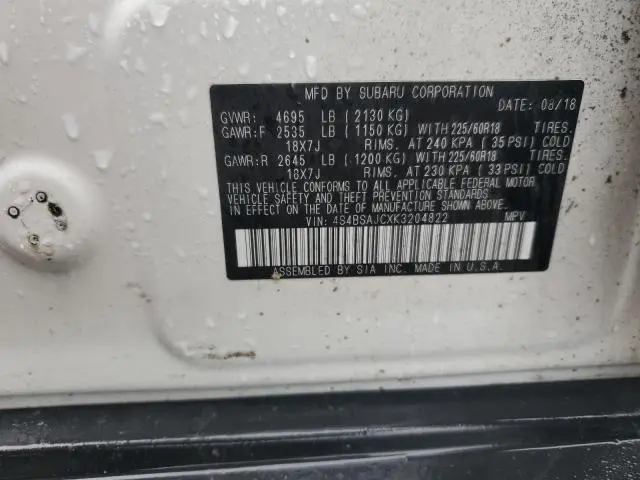 MFD BY SUBARU CORPORATION
DATE: 08/18
GVWR: 4695 LB (2130 KG)
GAWR:F 2535 LB (1150 KG) WITH 225/60R18 TIRES.
18X7J RIMS. AT 240 KPA (35 PSI) COLD
GAWR:R 2645 LB (1200 KG) WITH 225/60R18 TIRES.
18X7J RIMS. AT 230 KPA (33 PSI) COLD
THIS VEHICLE CONFORMS TO ALL APPLICABLE FEDERAL MOTOR
VEHICLE SAFETY AND THEFT PREVENTION STANDARDS
IN EFFECT ON THE DATE OF MANUFACTURE SHOWN ABOVE.
VIN: 4S4BSAJCXK3204822 MPV
ASSEMBLED BY SIA INC. MADE IN U.S.A.